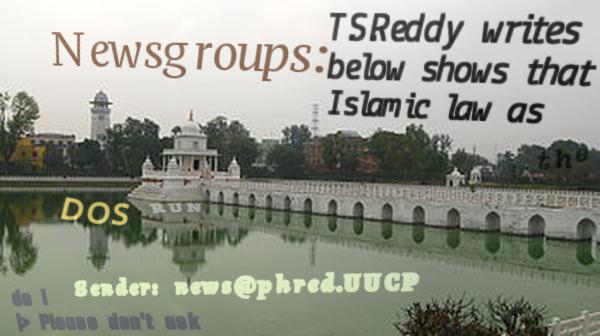 Newsgroups:
TSReddy writes
below shows that
Islamic law as
the
DOS
RUN
Sender: news@phred.UUCP
do I
> Please don't ask